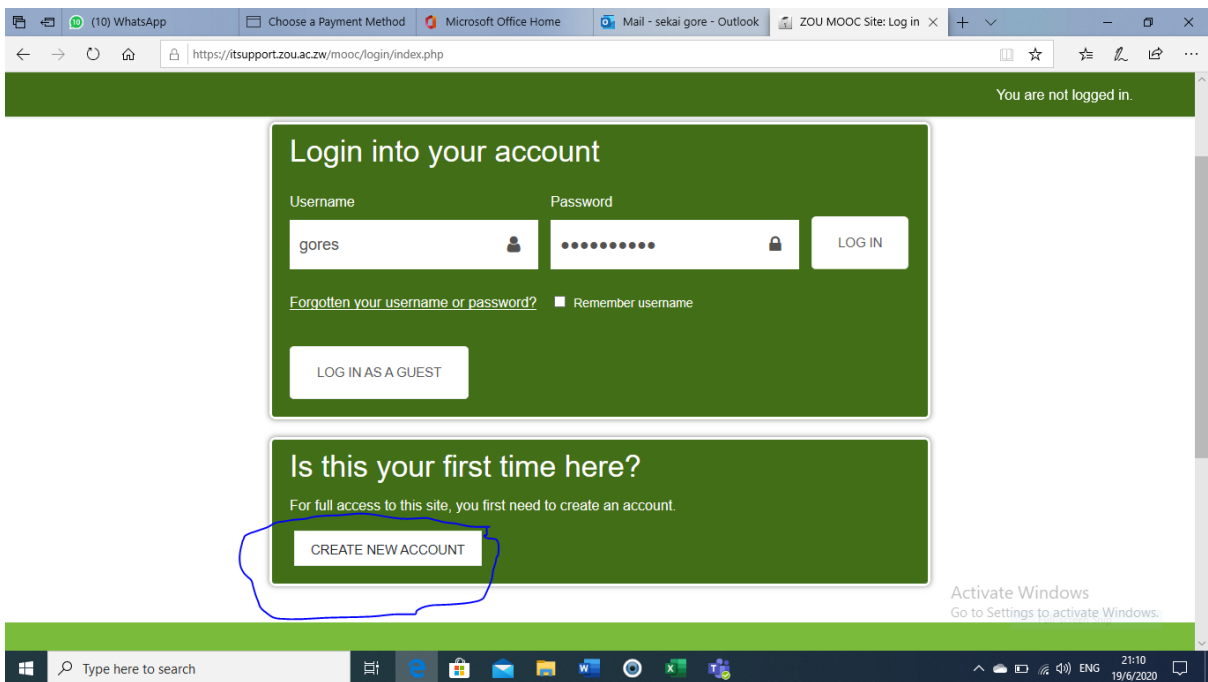 (10) WhatsApp
Choose a Payment Method
Microsoft Office Home
Mail - sekai gore - Outlook
ZOU MOOC Site: Log in
https://itsupport.zou.ac.zw/mooc/login/index.php
You are not logged in.
Login into your account
Username Password
gores ●●●●●●●●●● LOG IN
Forgotten your username or password? Remember username
LOG IN AS A GUEST
Is this your first time here?
For full access to this site, you first need to create an account.
CREATE NEW ACCOUNT
Activate Windows
Go to Settings to activate Windows.
Type here to search
ENG
21:10
19/6/2020